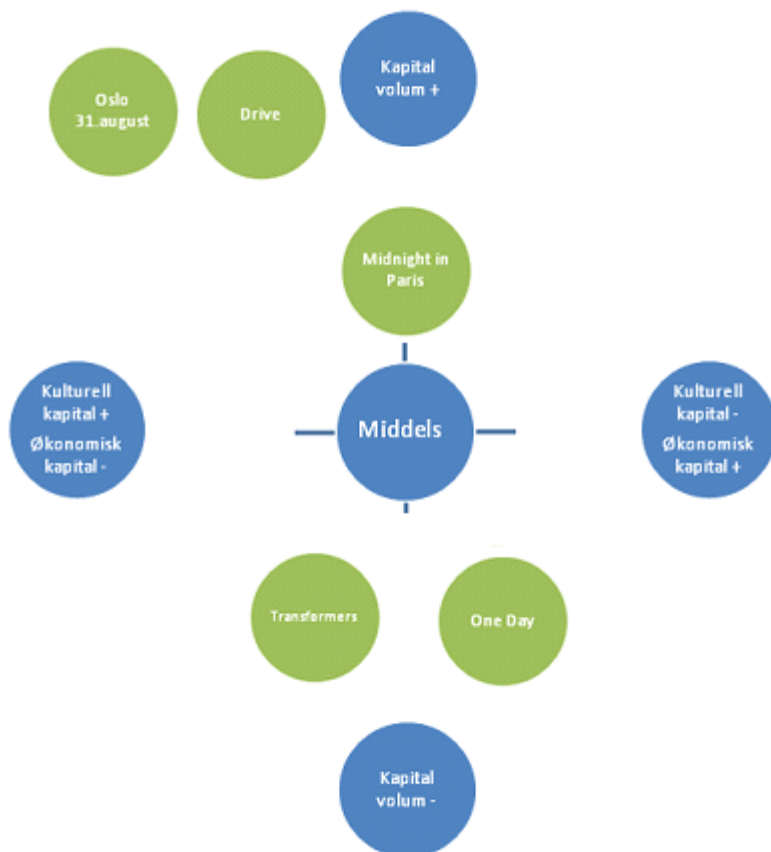 Kapital
volum +
Oslo
31.august
Drive
Midnight in
Paris
Kulturell
kapital +
Økonomisk
kapital -
Middels
Kulturell
kapital -
Økonomisk
kapital +
Transformers
One Day
Kapital
volum -